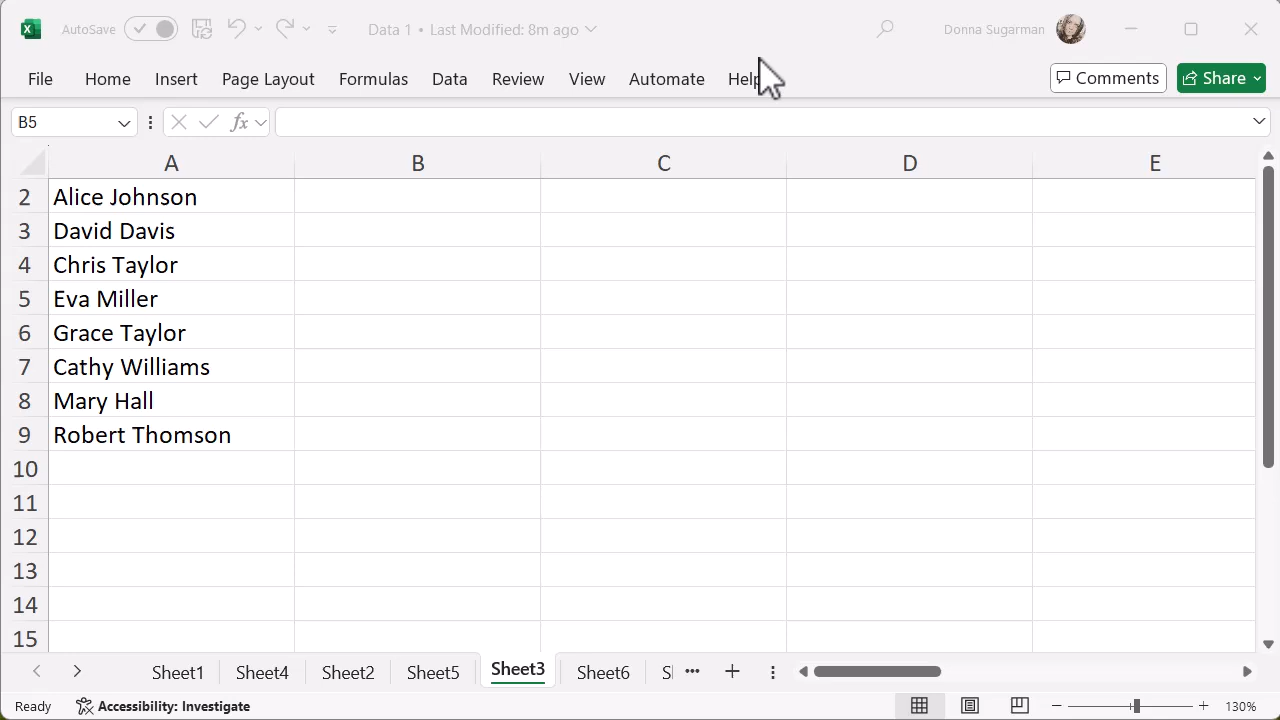 AutoSave
Data 1 • Last Modified: 8m ago
Donna Sugarman
File Home Insert Page Layout Formulas Data Review View Automate Help Comments Share
B5 fx
A B C D E
2 Alice Johnson
3 David Davis
4 Chris Taylor
5 Eva Miller
6 Grace Taylor
7 Cathy Williams
8 Mary Hall
9 Robert Thomson
10
11
12
13
14
15
Sheet1 Sheet4 Sheet2 Sheet5 Sheet3 Sheet6
Ready Accessibility: Investigate 130%